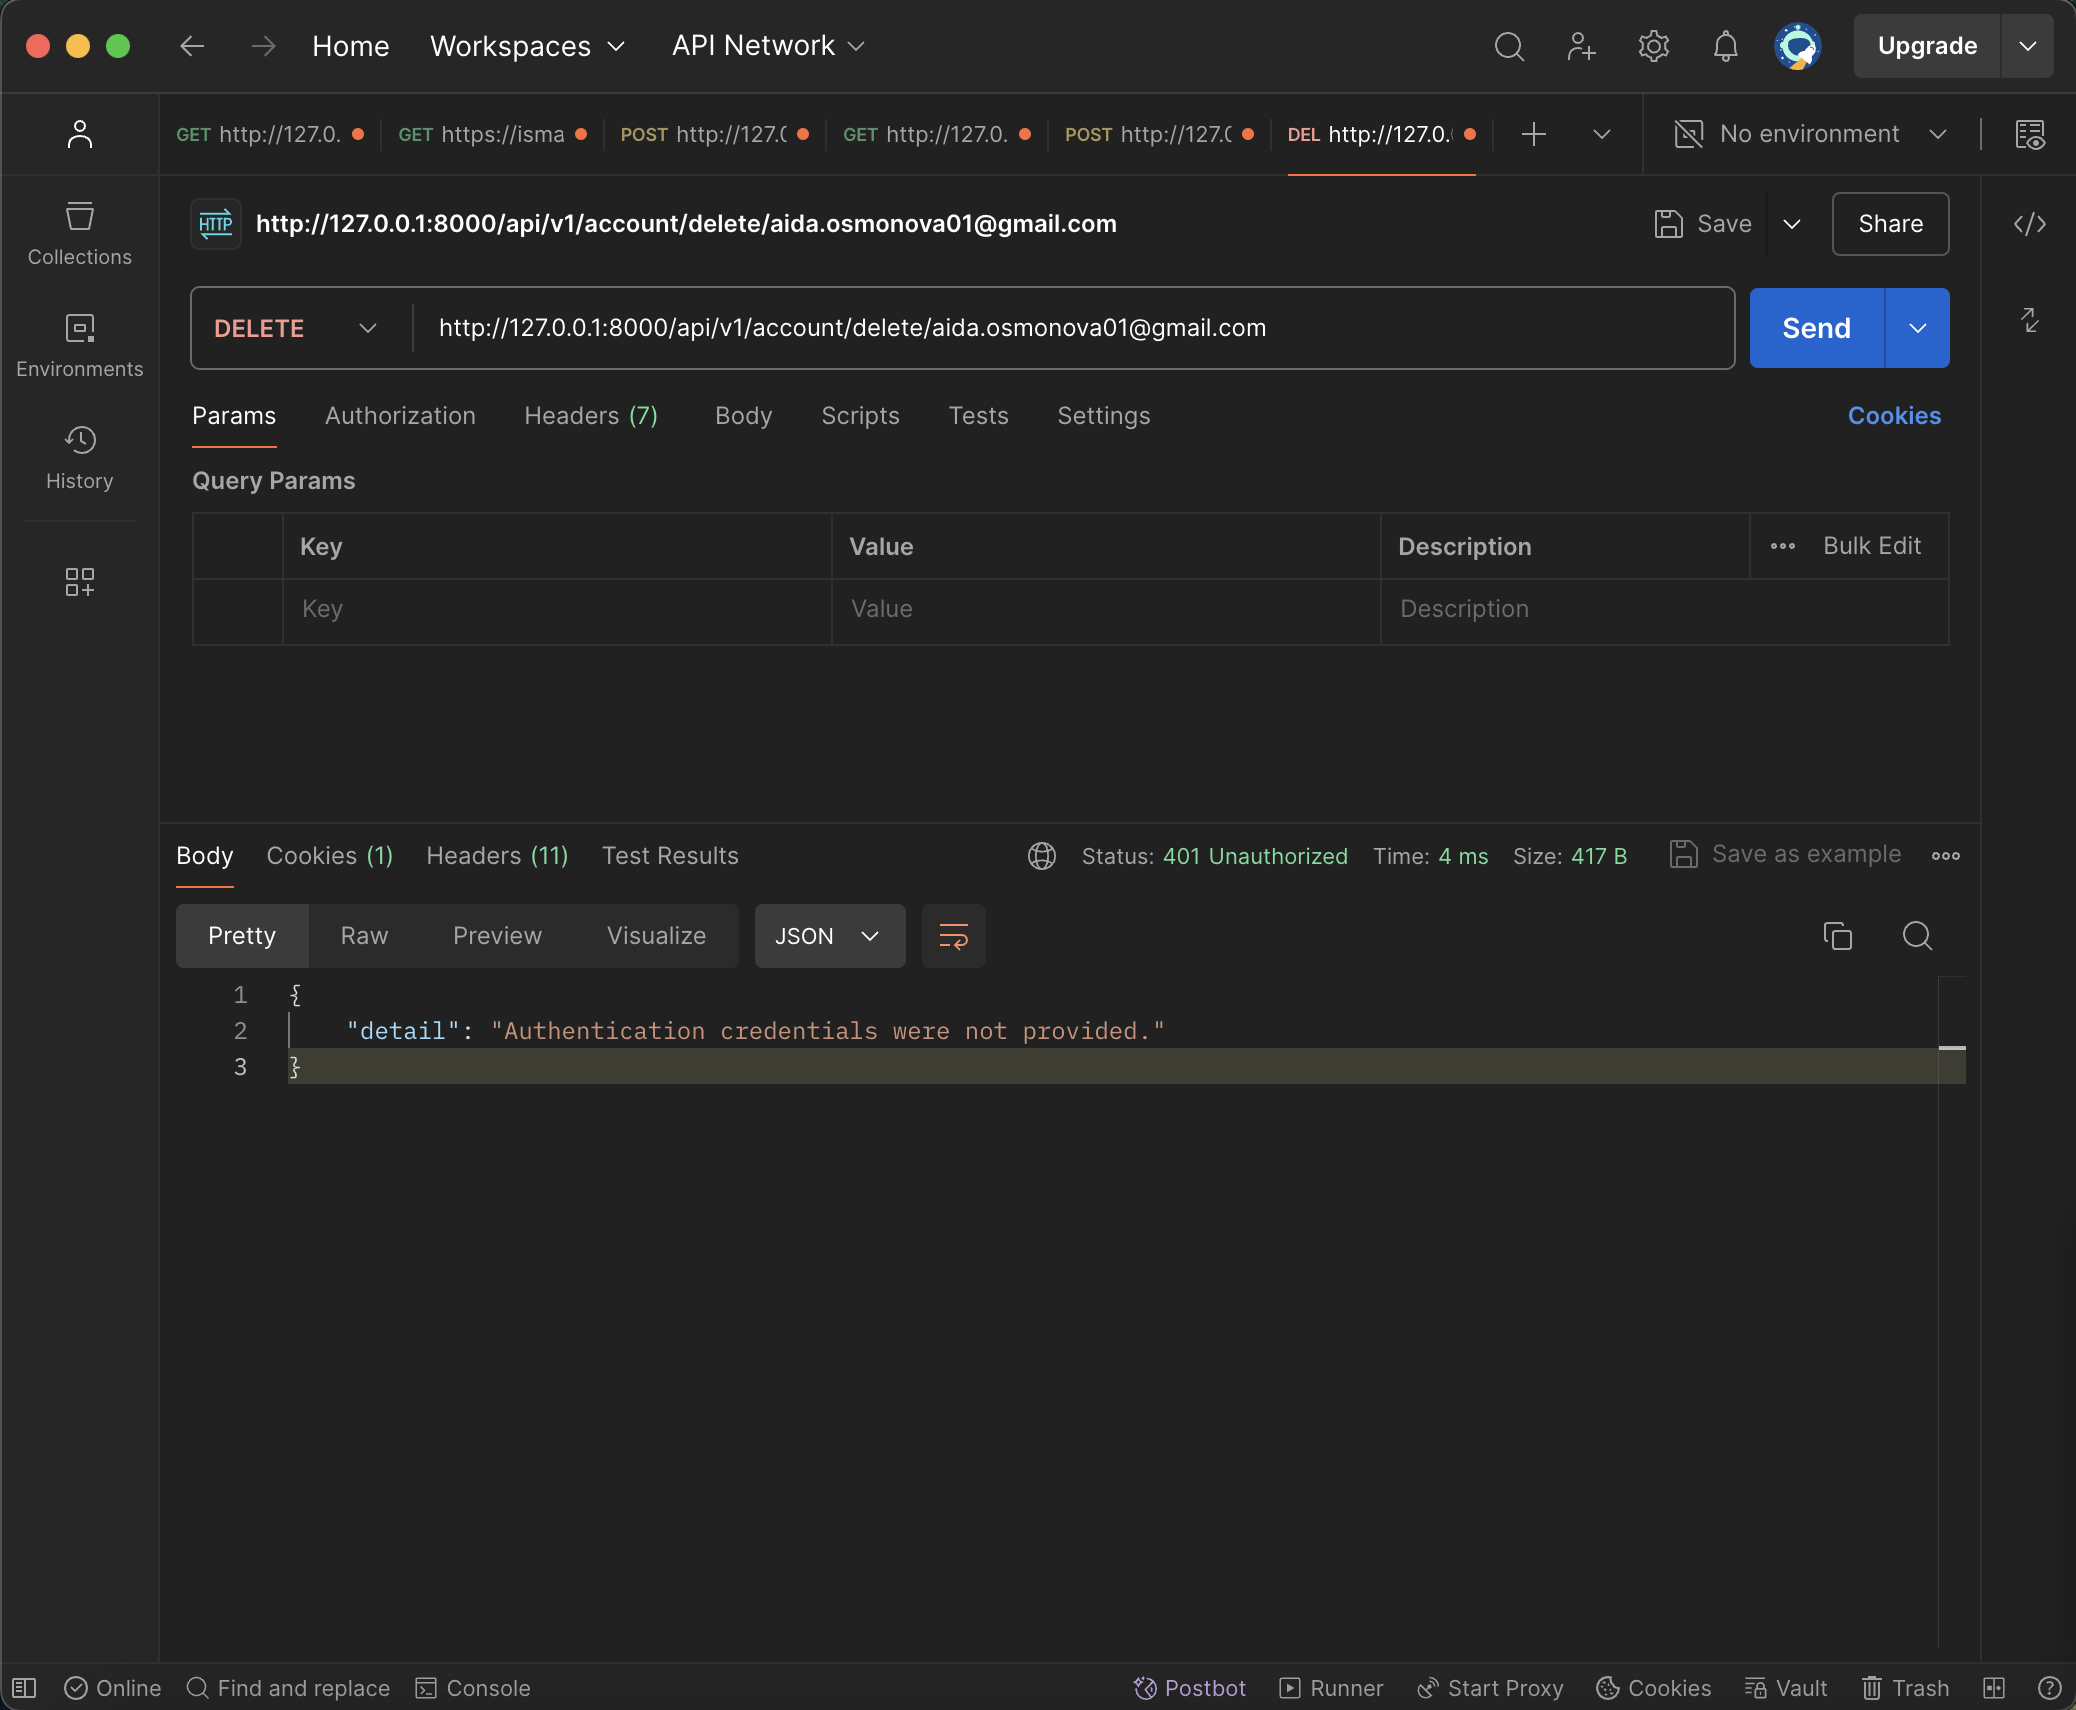 Home Workspaces API Network Upgrade
GET http://127.0. GET https://isma POST http://127.0 GET http://127.0. POST http://127.0 DEL http://127.0. No environment
Collections
Environments
History
HTTP http://127.0.0.1:8000/api/v1/account/delete/aida.osmonova01@gmail.com Save Share
DELETE http://127.0.0.1:8000/api/v1/account/delete/aida.osmonova01@gmail.com Send
Params Authorization Headers (7) Body Scripts Tests Settings Cookies
Query Params
Key Value Description Bulk Edit
Key Value Description
Body Cookies (1) Headers (11) Test Results Status: 401 Unauthorized Time: 4 ms Size: 417 B Save as example
Pretty Raw Preview Visualize JSON
1 {
2 "detail": "Authentication credentials were not provided."
3 }
Online Find and replace Console Postbot Runner Start Proxy Cookies Vault Trash